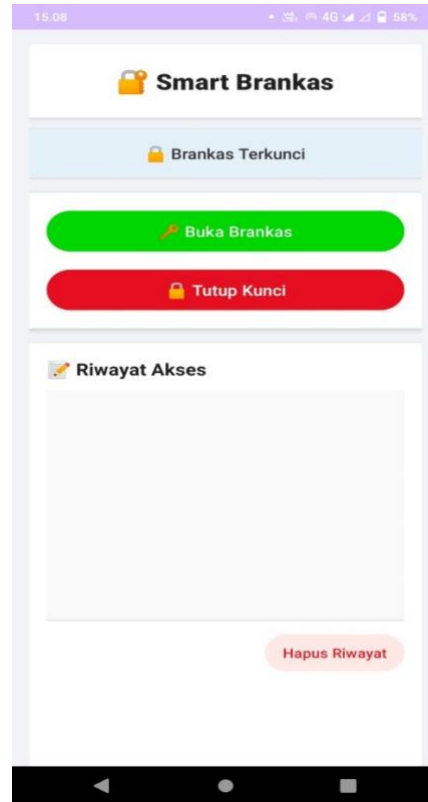 15.08
4G 58%
Smart Brankas
Brankas Terkunci
Buka Brankas
Tutup Kunci
Riwayat Akses
Hapus Riwayat